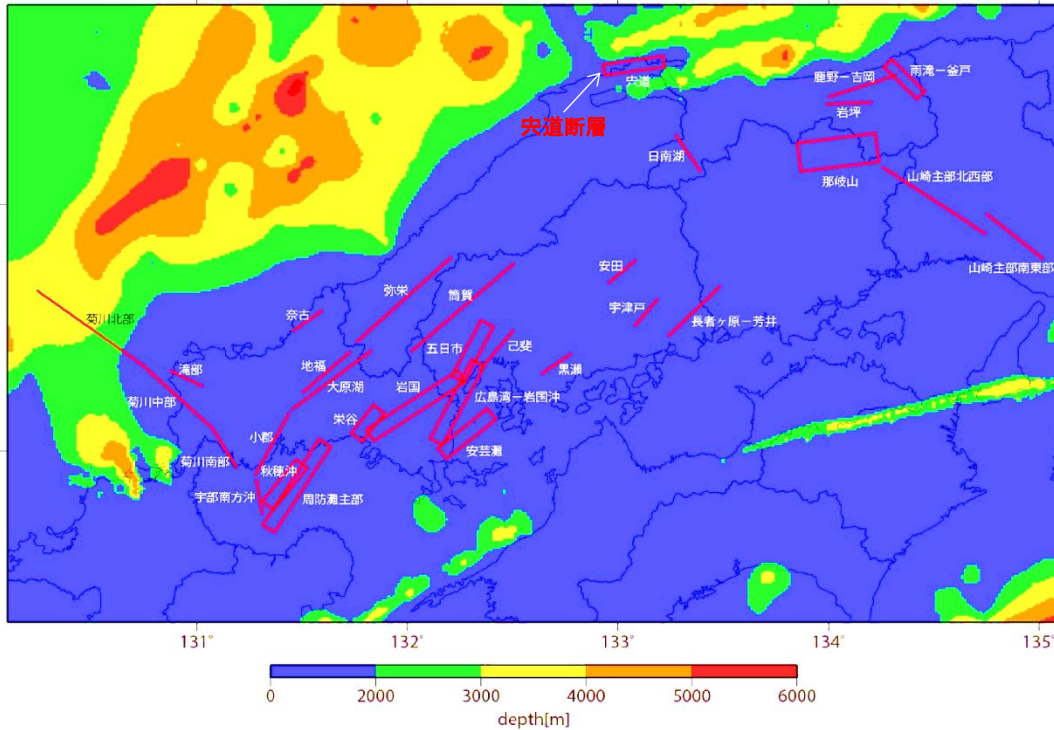 雨滝ー釜戸
鹿野ー吉岡
宍道
岩坪
宍道断層
日南湖
那岐山
山崎主部北西部
山崎主部南東部
安田
弥栄
筒賀
宇津戸
奈古
菊川北部
長者ヶ原ー芳井
己斐
五日市
地福
滝部
黒瀬
大原湖
岩国
広島湾ー岩国沖
菊川中部
栄谷
小郡
安芸灘
菊川南部
秋穂沖
宇部南方沖
周防灘主部
131°
132°
133°
134°
135°
0
2000
3000
4000
5000
6000
depth[m]